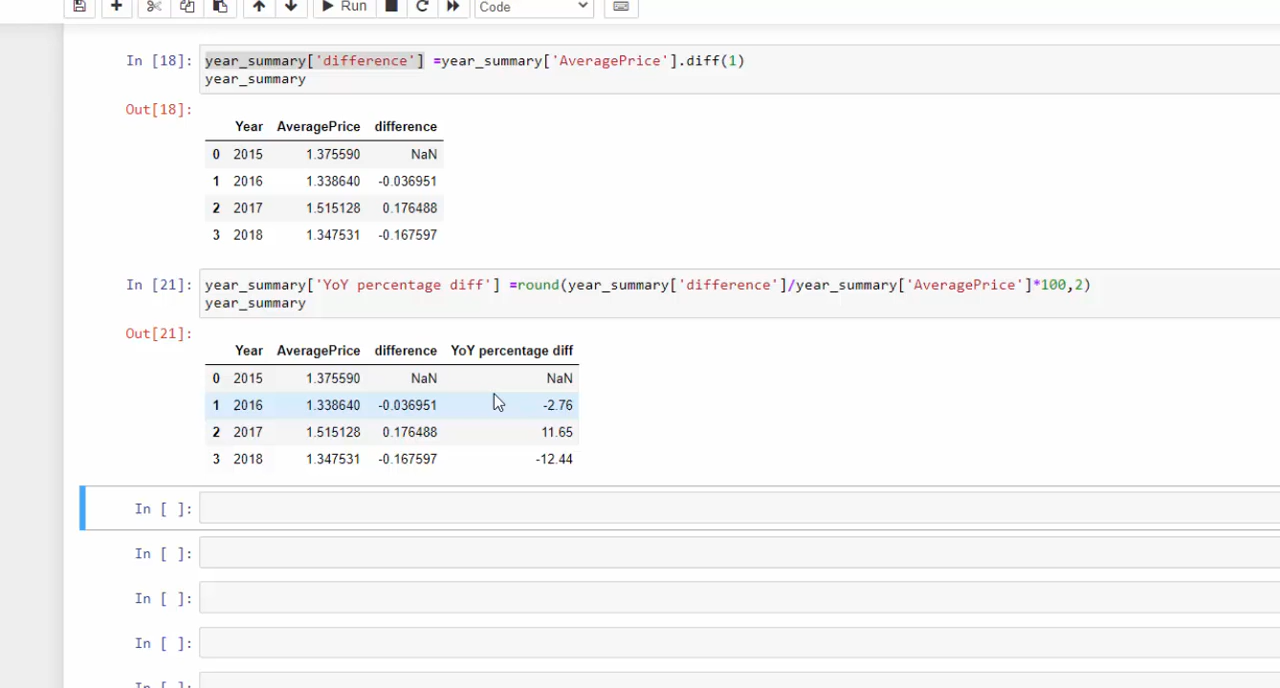 Run Code
In [18]: year_summary['difference'] =year_summary['AveragePrice'].diff(1)
year_summary
Out[18]:
Year AveragePrice difference
0 2015 1.375590 NaN
1 2016 1.338640 -0.036951
2 2017 1.515128 0.176488
3 2018 1.347531 -0.167597
In [21]: year_summary['YoY percentage diff'] =round(year_summary['difference']/year_summary['AveragePrice']*100,2)
year_summary
Out[21]:
Year AveragePrice difference YoY percentage diff
0 2015 1.375590 NaN NaN
1 2016 1.338640 -0.036951 -2.76
2 2017 1.515128 0.176488 11.65
3 2018 1.347531 -0.167597 -12.44
In [ ]:
In [ ]:
In [ ]:
In [ ]:
In [ ]: